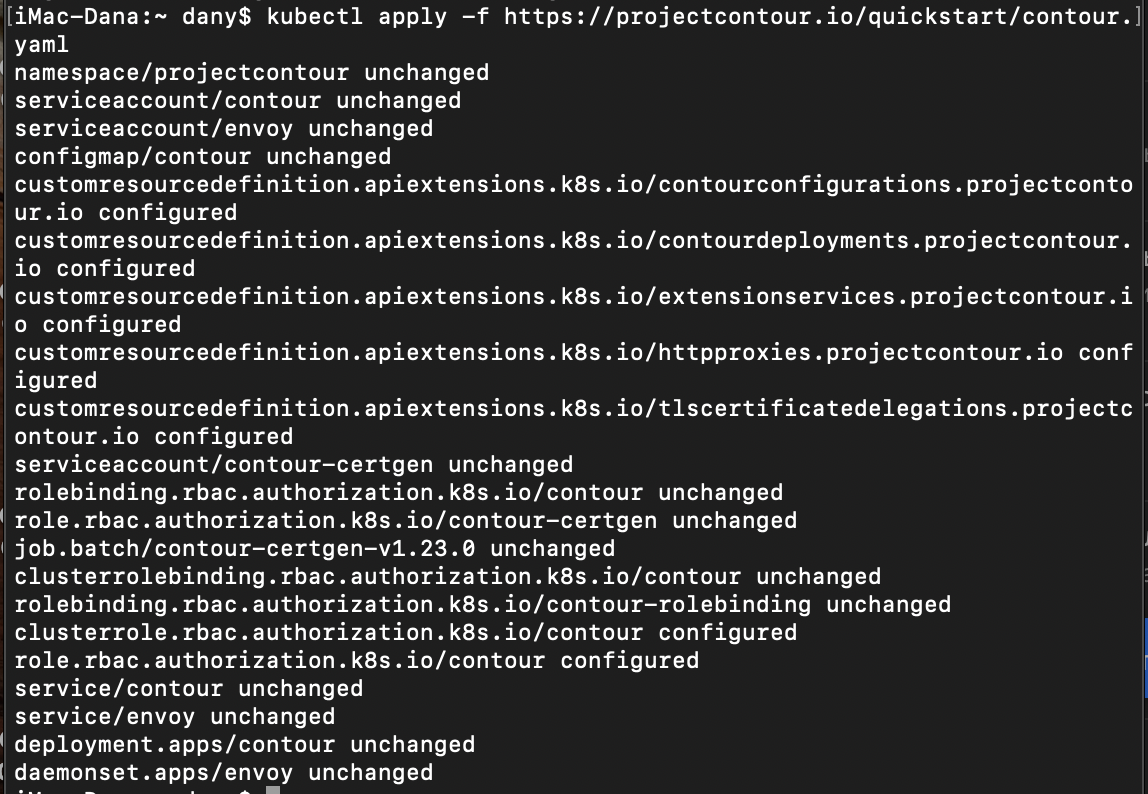 [iMac-Dana:~ dany$ kubectl apply -f https://projectcontour.io/quickstart/contour.]
yaml
namespace/projectcontour unchanged
serviceaccount/contour unchanged
serviceaccount/envoy unchanged
configmap/contour unchanged
customresourcedefinition.apiextensions.k8s.io/contourconfigurations.projectconto
ur.io configured
customresourcedefinition.apiextensions.k8s.io/contourdeployments.projectcontour.
io configured
customresourcedefinition.apiextensions.k8s.io/extensionservices.projectcontour.i
o configured
customresourcedefinition.apiextensions.k8s.io/httpproxies.projectcontour.io conf
igured
customresourcedefinition.apiextensions.k8s.io/tlscertificatedelegations.projectc
ontour.io configured
serviceaccount/contour-certgen unchanged
rolebinding.rbac.authorization.k8s.io/contour unchanged
role.rbac.authorization.k8s.io/contour-certgen unchanged
job.batch/contour-certgen-v1.23.0 unchanged
clusterrolebinding.rbac.authorization.k8s.io/contour unchanged
rolebinding.rbac.authorization.k8s.io/contour-rolebinding unchanged
clusterrole.rbac.authorization.k8s.io/contour configured
role.rbac.authorization.k8s.io/contour configured
service/contour unchanged
service/envoy unchanged
deployment.apps/contour unchanged
daemonset.apps/envoy unchanged